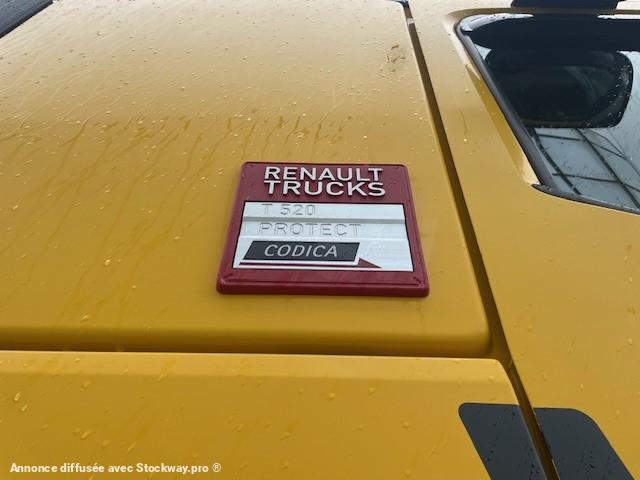 RENAULT
TRUCKS
T 520
PROTECT
CODICA
Annonce diffusée avec Stockway.pro ®